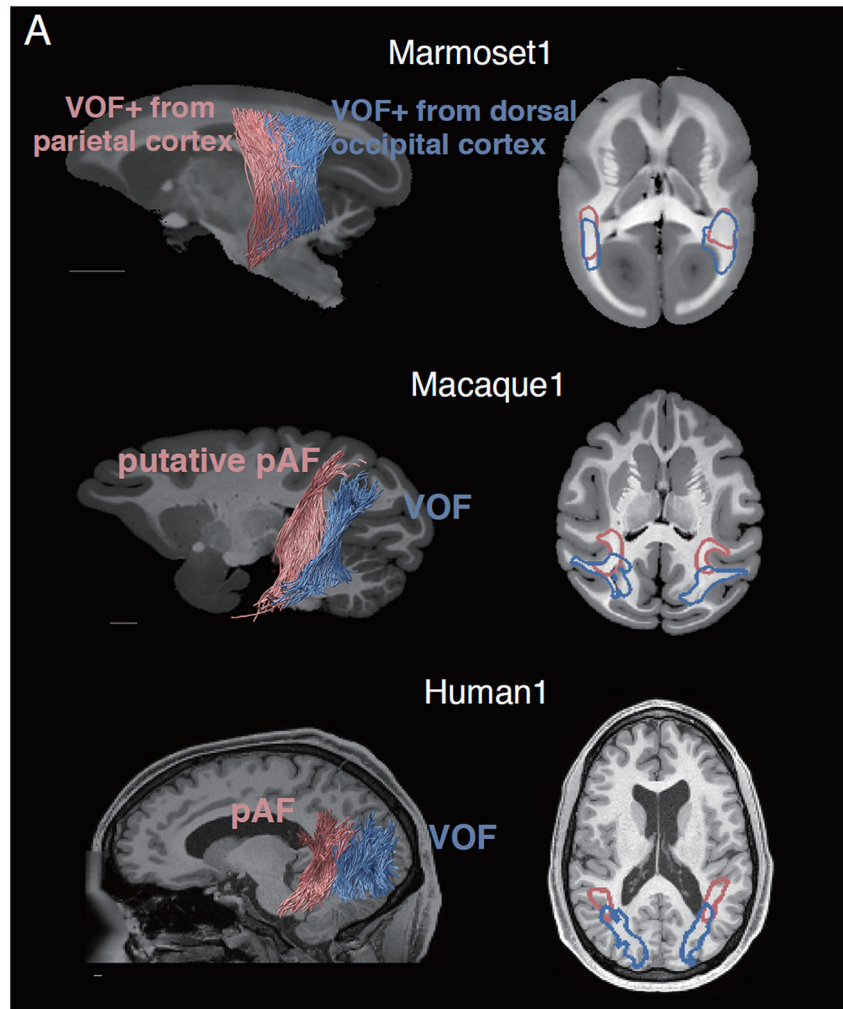 A
Marmoset1
VOF+ from
parietal cortex
VOF+ from dorsal
occipital cortex
Macaque1
putative pAF
VOF
Human1
pAF
VOF